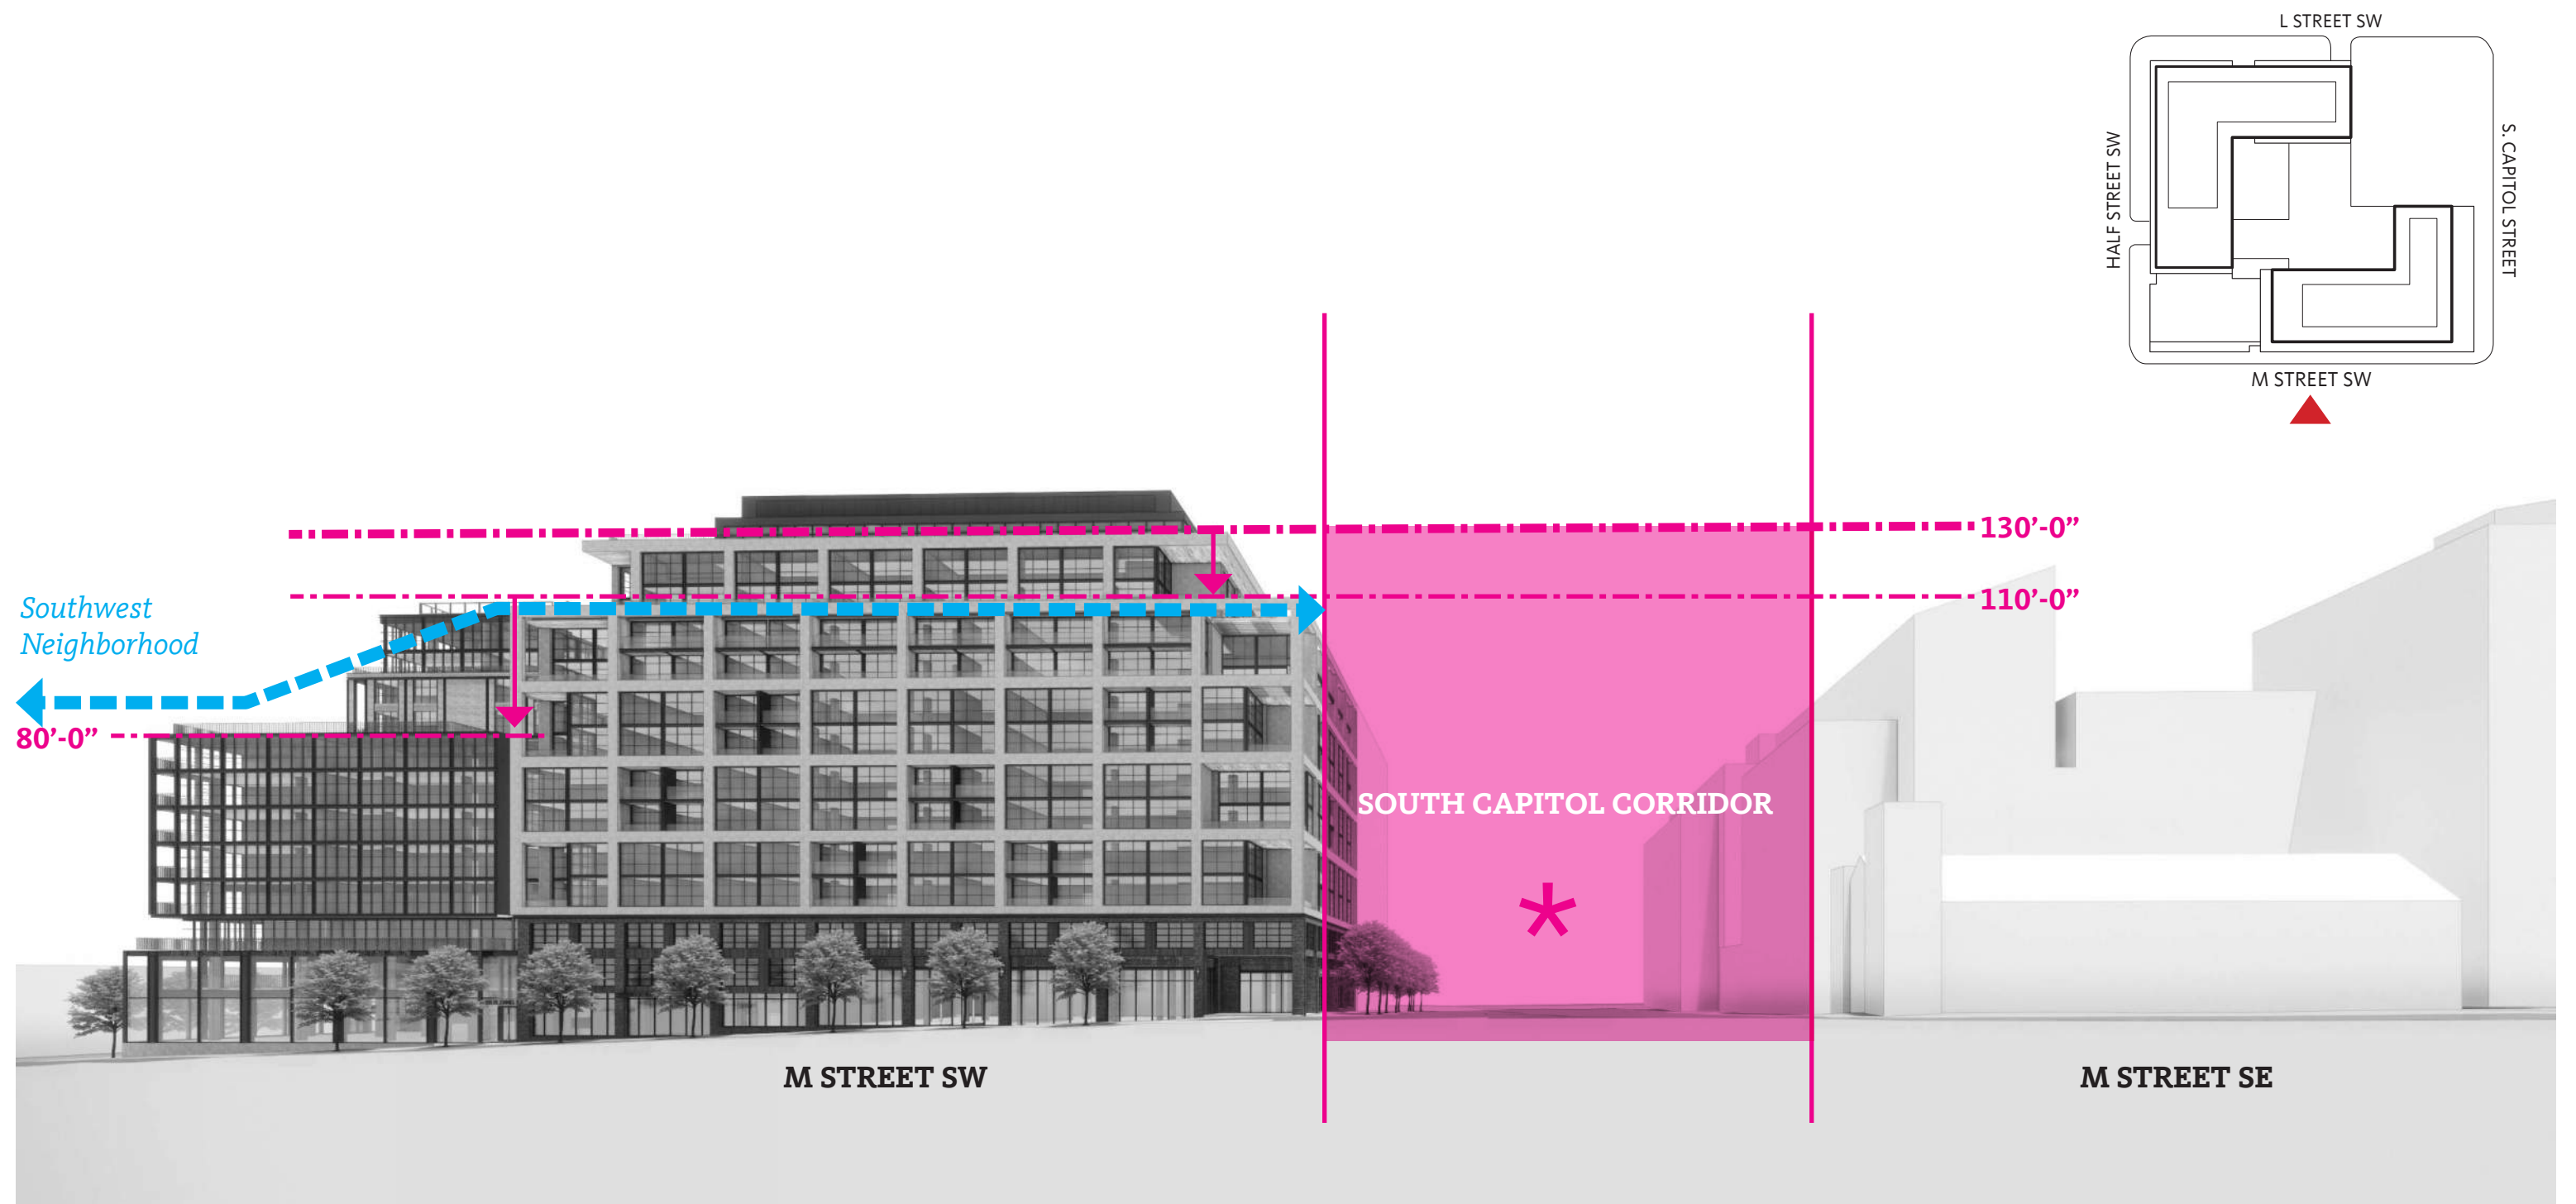 L STREET SW
HALF STREET SW
S. CAPITOL STREET
M STREET SW
130’-0”
110’-0”
Southwest
Neighborhood
80’-0”
SOUTH CAPITOL CORRIDOR
*
M STREET SW
M STREET SE